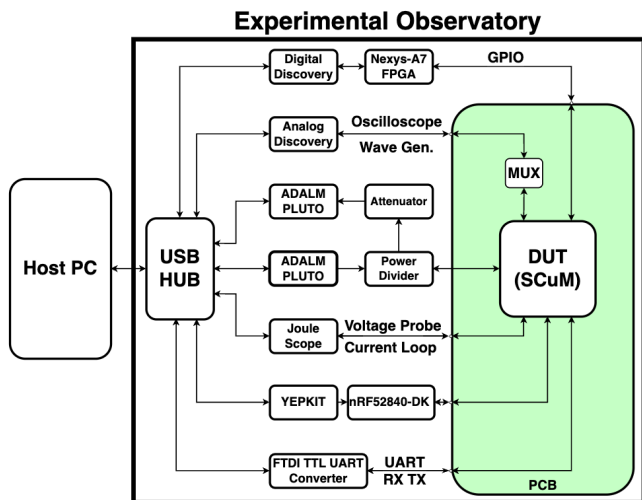 Experimental Observatory
Digital
Discovery
Nexys-A7
FPGA
GPIO
Analog
Discovery
Oscilloscope
Wave Gen.
MUX
ADALM
PLUTO
Attenuator
Host PC
USB
HUB
ADALM
PLUTO
Power
Divider
DUT
(SCuM)
Joule
Scope
Voltage Probe
Current Loop
YEPKIT
nRF52840-DK
FTDI TTL UART
Converter
UART
RX TX
PCB